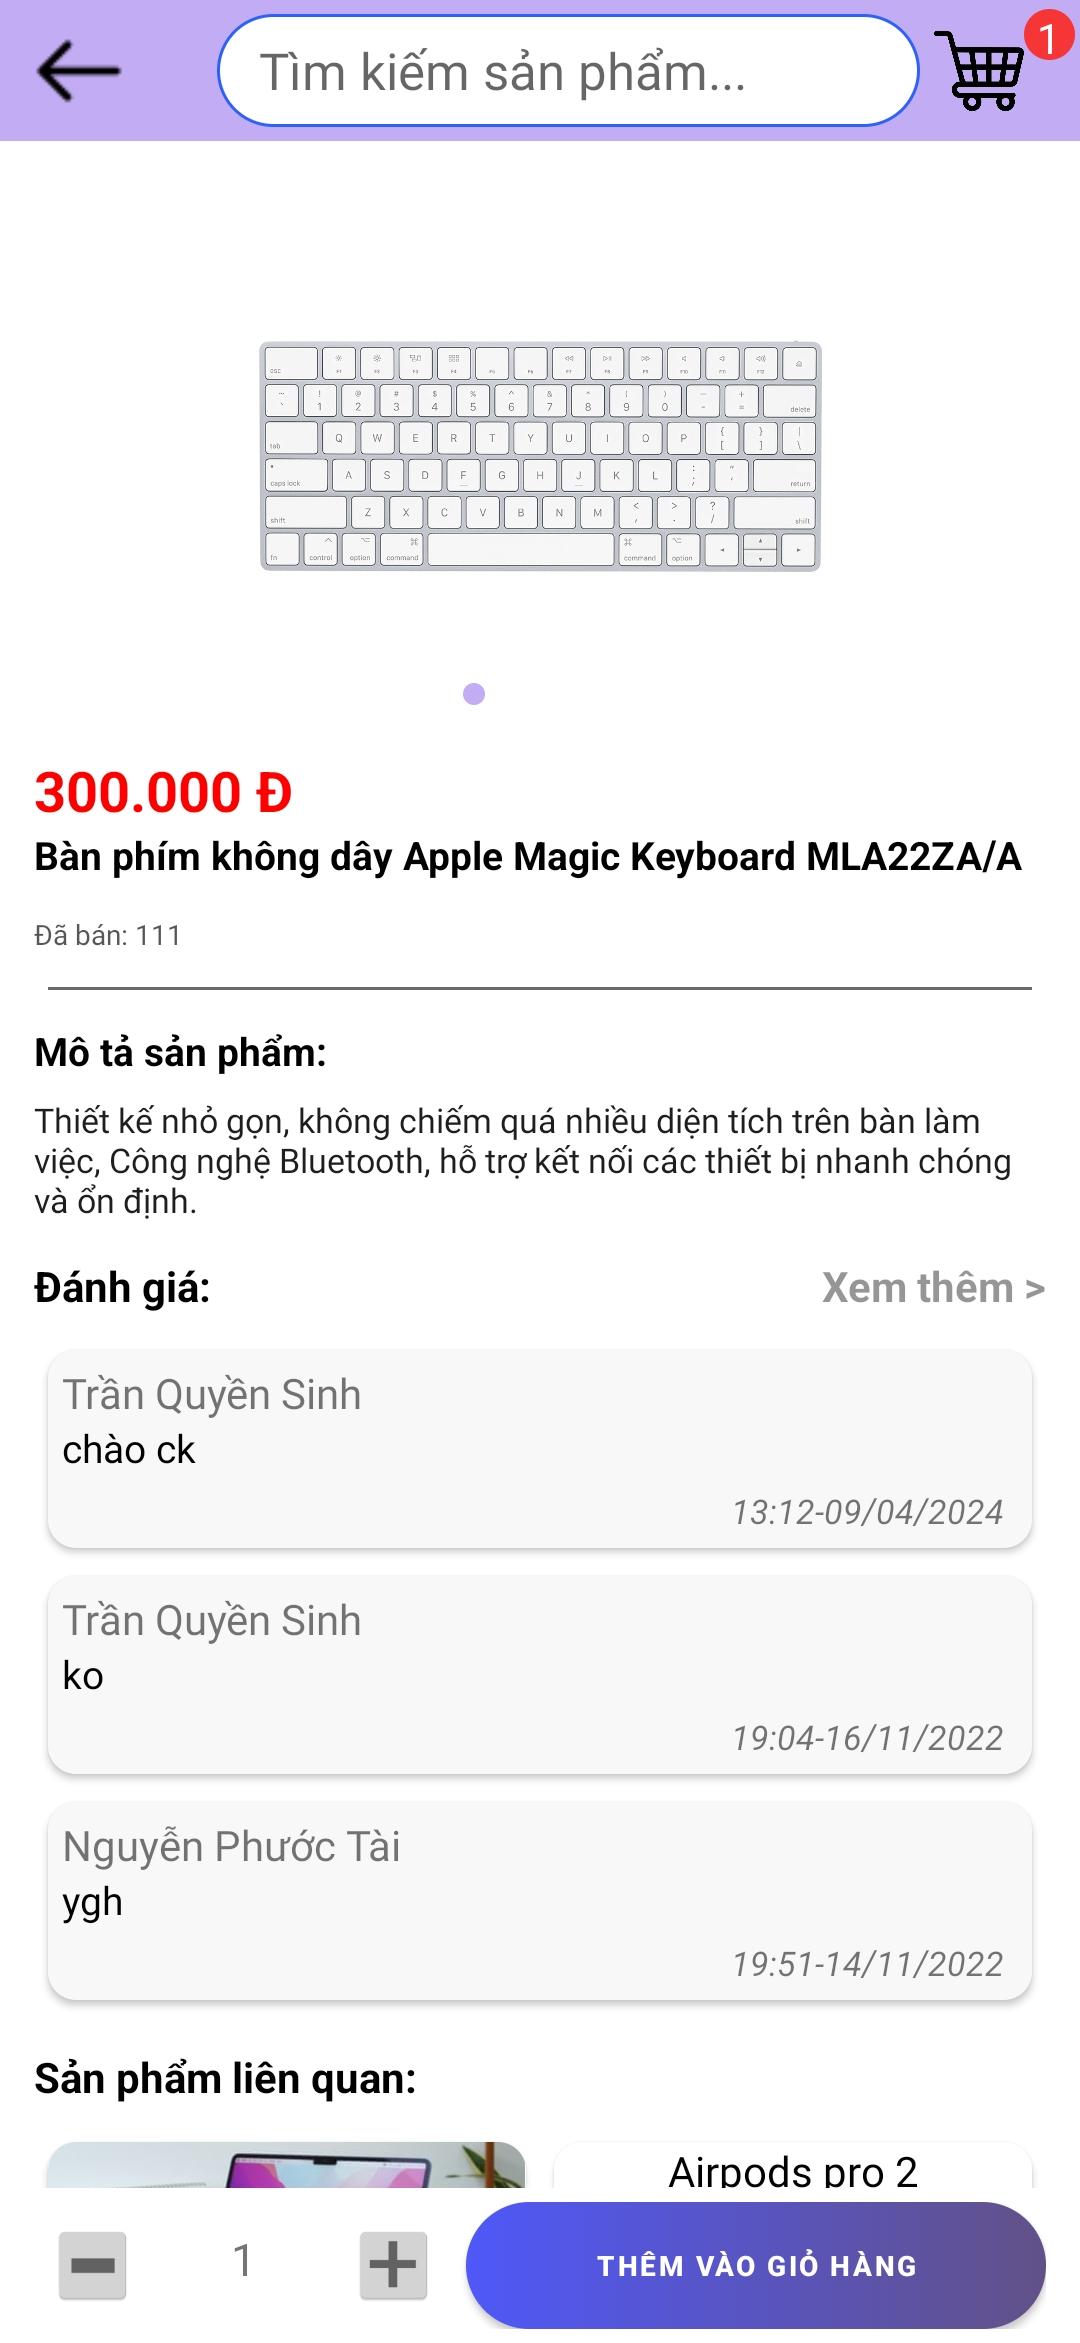 Tìm kiếm sản phẩm...
1
300.000 Đ
Bàn phím không dây Apple Magic Keyboard MLA22ZA/A
Đã bán: 111
Mô tả sản phẩm:
Thiết kế nhỏ gọn, không chiếm quá nhiều diện tích trên bàn làm
việc, Công nghệ Bluetooth, hỗ trợ kết nối các thiết bị nhanh chóng
và ổn định.
Đánh giá:
Xem thêm >
Trần Quyền Sinh
chào ck
13:12-09/04/2024
Trần Quyền Sinh
ko
19:04-16/11/2022
Nguyễn Phước Tài
ygh
19:51-14/11/2022
Sản phẩm liên quan:
Airpods pro 2
1
THÊM VÀO GIỎ HÀNG